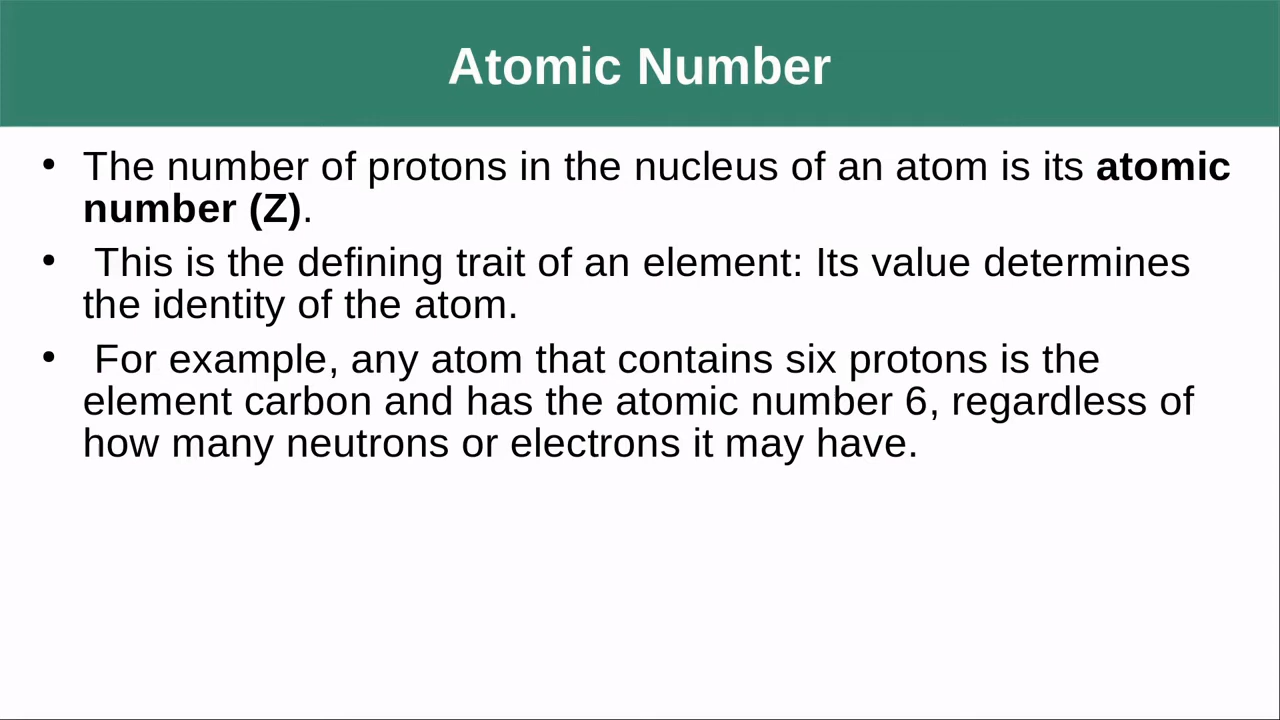 Atomic Number
• The number of protons in the nucleus of an atom is its atomic
number (Z).
• This is the defining trait of an element: Its value determines
the identity of the atom.
• For example, any atom that contains six protons is the
element carbon and has the atomic number 6, regardless of
how many neutrons or electrons it may have.